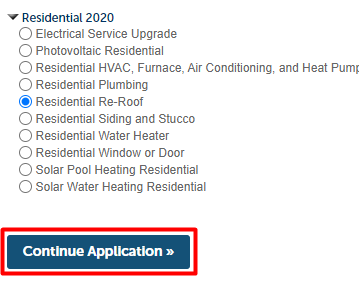 Residential 2020
Electrical Service Upgrade
Photovoltaic Residential
Residential HVAC, Furnace, Air Conditioning, and Heat Pump
Residential Plumbing
Residential Re-Roof
Residential Siding and Stucco
Residential Water Heater
Residential Window or Door
Solar Pool Heating Residential
Solar Water Heating Residential
Continue Application »